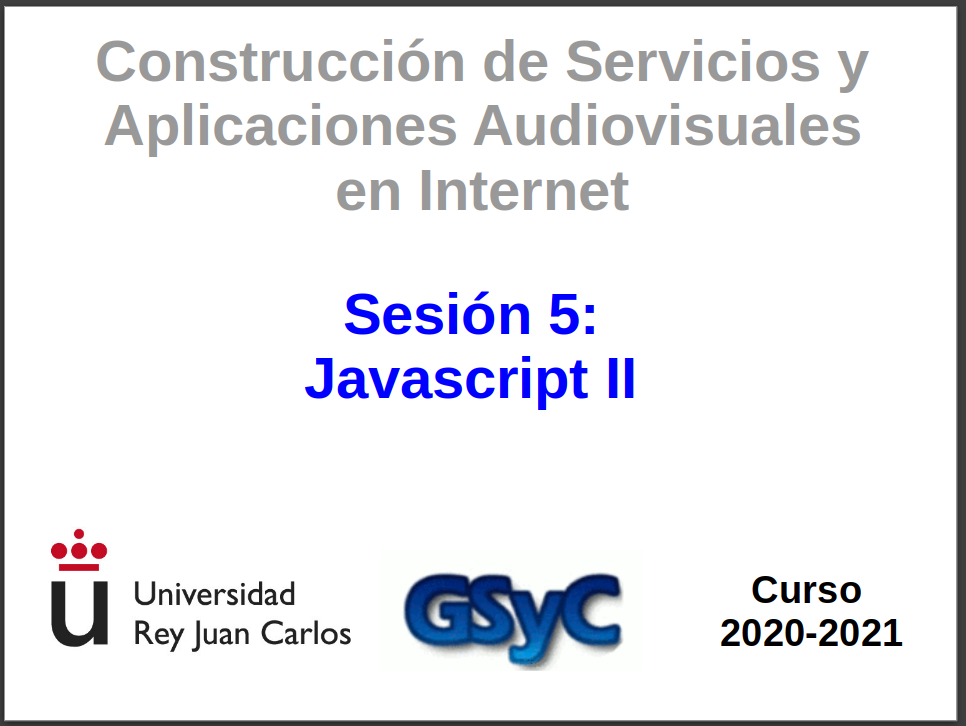 Construcción de Servicios y
Aplicaciones Audiovisuales
en Internet
Sesión 5:
Javascript II
Universidad
Rey Juan Carlos
GSyC
Curso
2020-2021